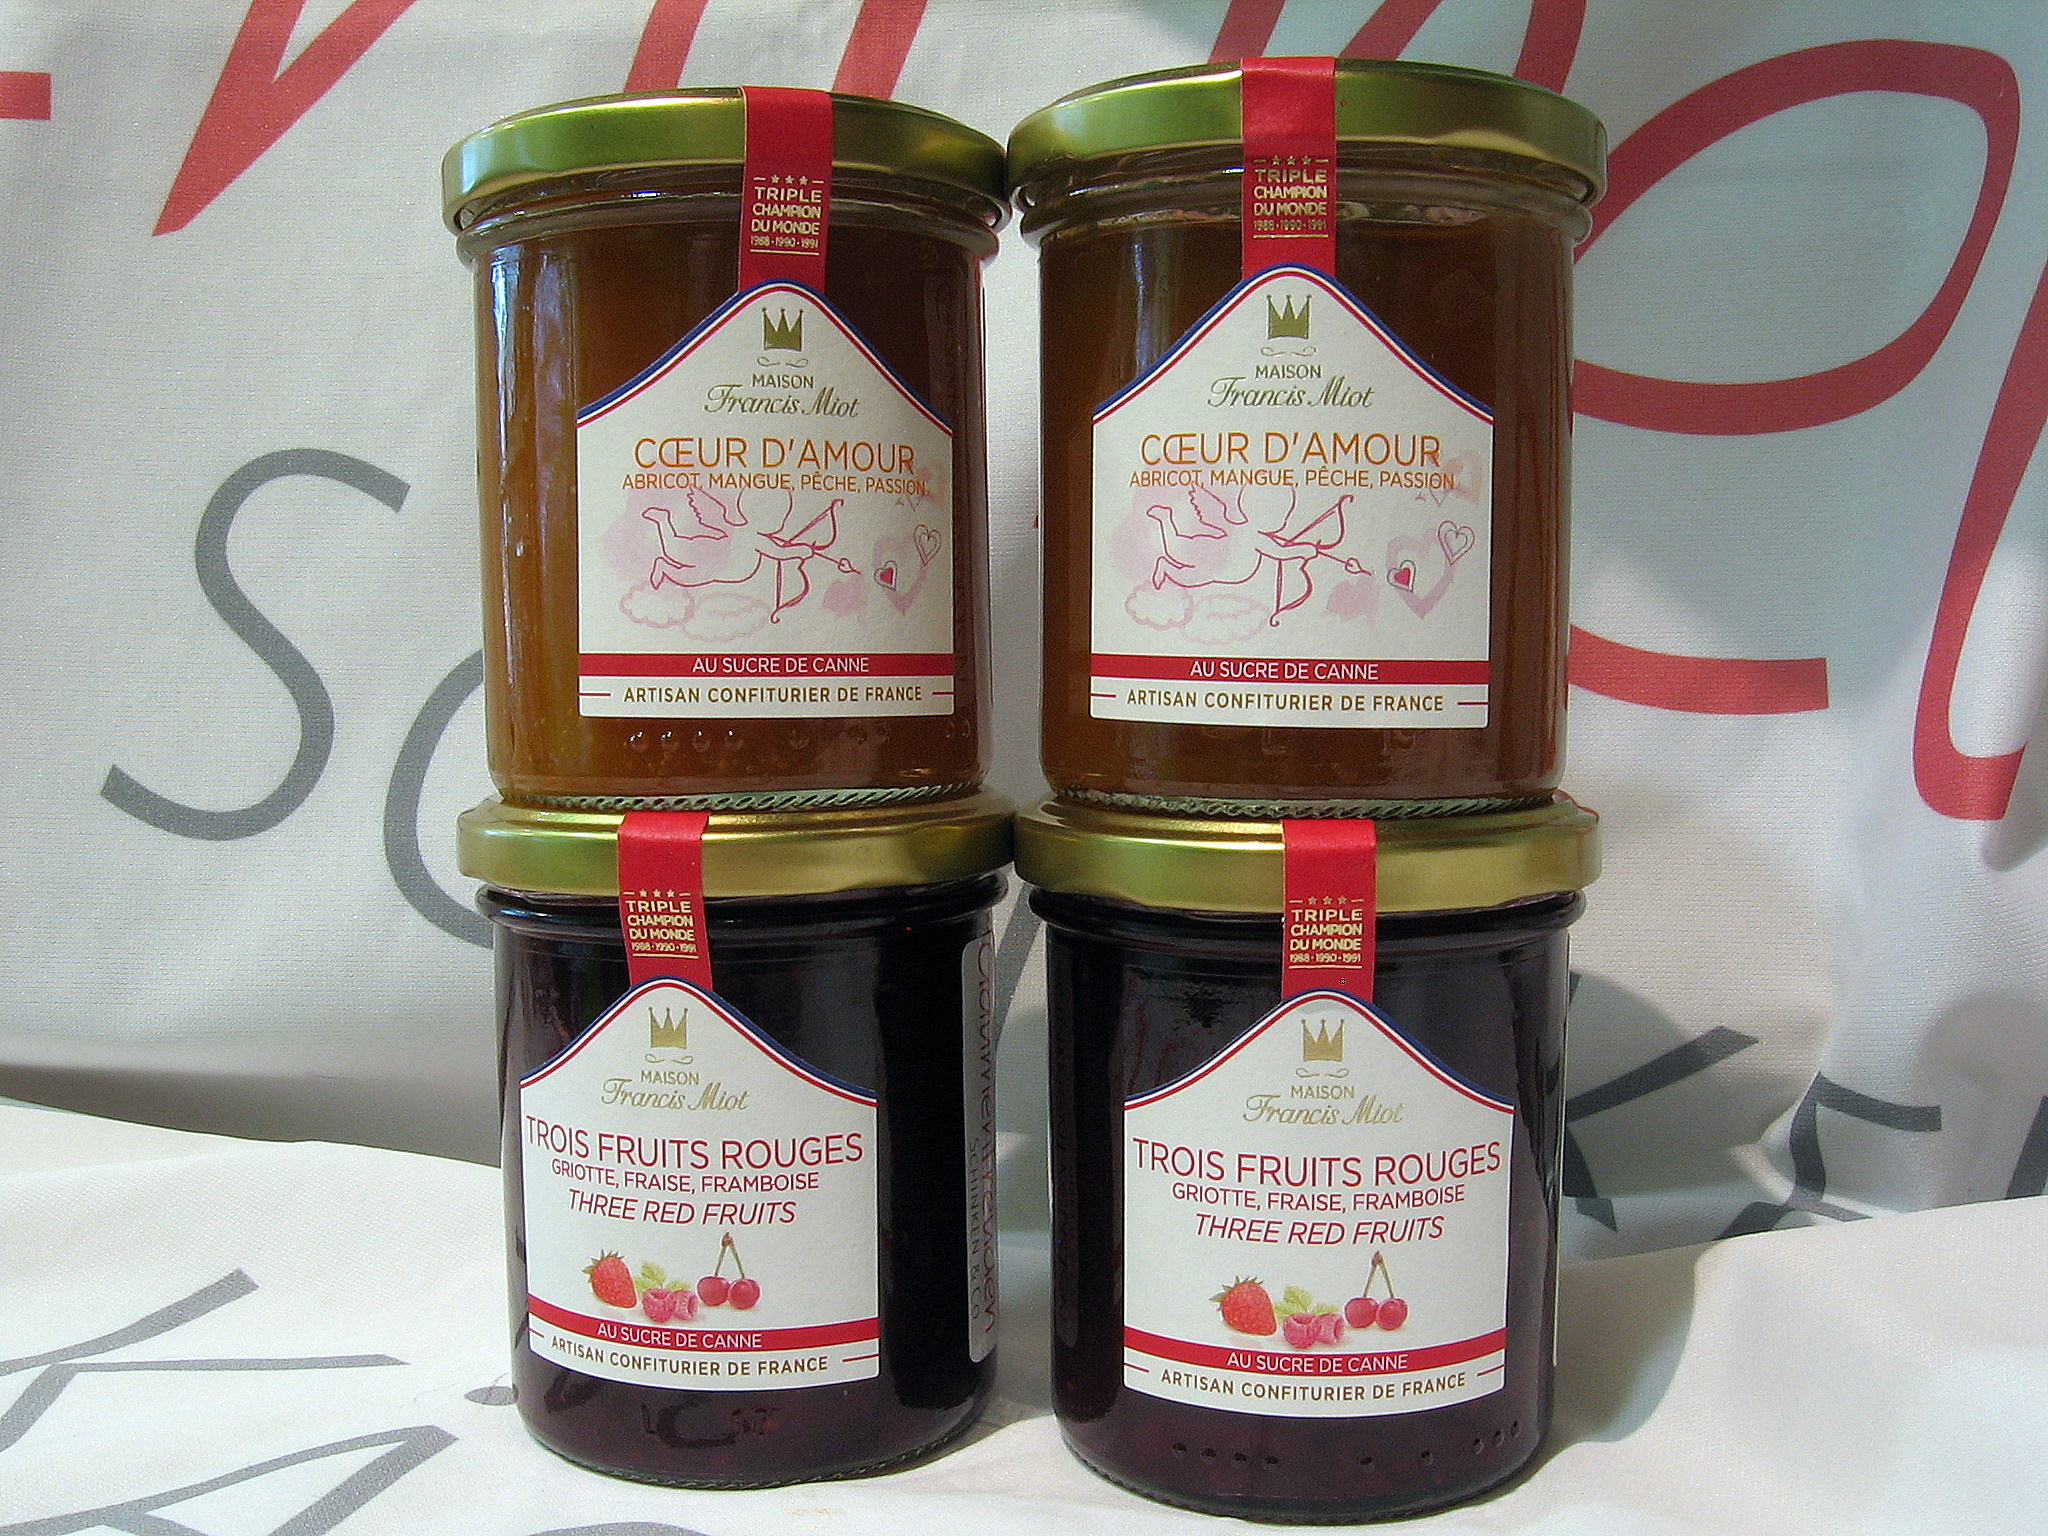 TRIPLE
CHAMPION
DU MONDE
1988•1990•1991
MAISON
Francis Miot
CŒUR D'AMOUR
ABRICOT, MANGUE, PÊCHE, PASSION
AU SUCRE DE CANNE
ARTISAN CONFITURIER DE FRANCE
TRIPLE
CHAMPION
DU MONDE
1988•1990•1991
MAISON
Francis Miot
CŒUR D'AMOUR
ABRICOT, MANGUE, PÊCHE, PASSION
AU SUCRE DE CANNE
ARTISAN CONFITURIER DE FRANCE
TRIPLE
CHAMPION
DU MONDE
1988•1990•1991
MAISON
Francis Miot
TROIS FRUITS ROUGES
GRIOTTE, FRAISE, FRAMBOISE
THREE RED FRUITS
AU SUCRE DE CANNE
ARTISAN CONFITURIER DE FRANCE
SCHINKEN & CO
TRIPLE
CHAMPION
DU MONDE
1988•1990•1991
MAISON
Francis Miot
TROIS FRUITS ROUGES
GRIOTTE, FRAISE, FRAMBOISE
THREE RED FRUITS
AU SUCRE DE CANNE
ARTISAN CONFITURIER DE FRANCE